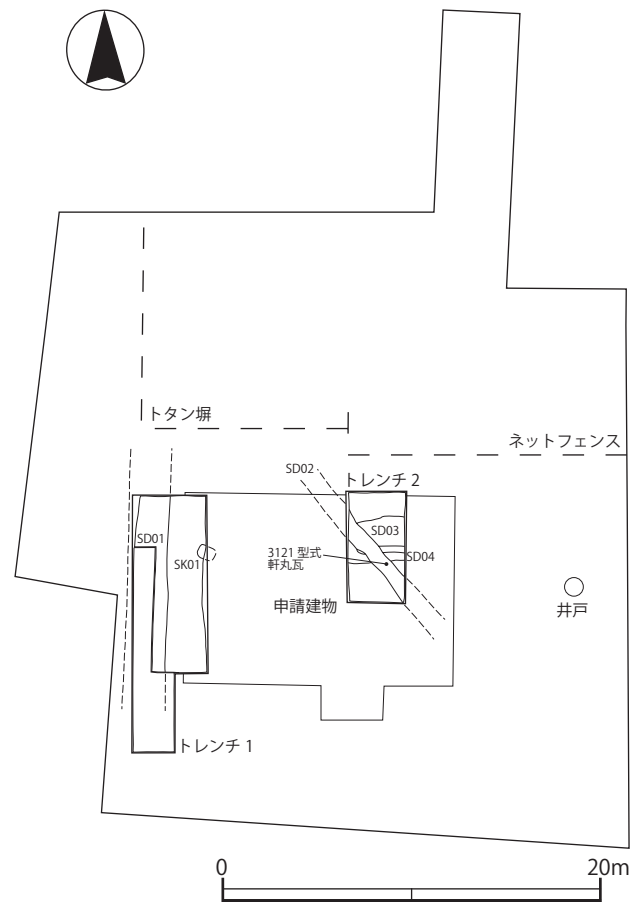 トタン塀
ネットフェンス
SD02
トレンチ 2
SD01
SD03
SK01
3121 型式
軒丸瓦
SD04
申請建物
井戸
トレンチ 1
0
20m